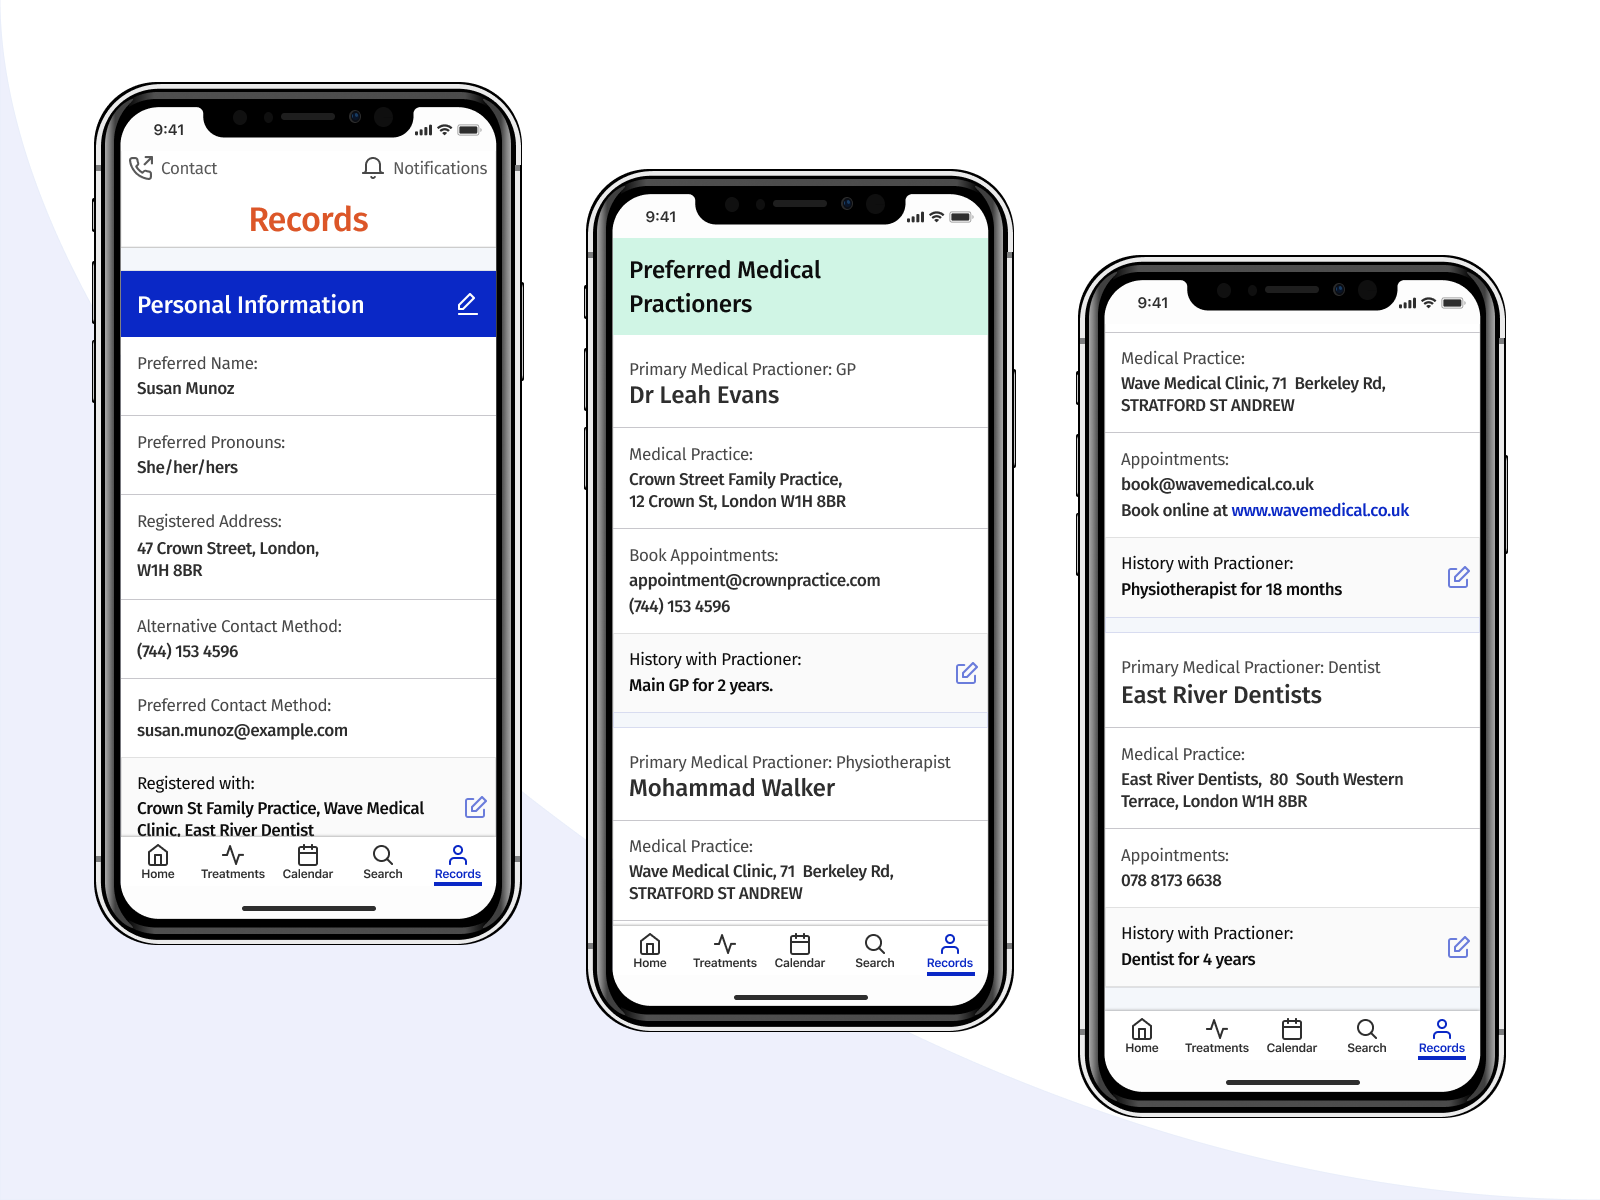 9:41
Contact
Notifications
Records
Personal Information
Preferred Name:
Susan Munoz
Preferred Pronouns:
She/her/hers
Registered Address:
47 Crown Street, London,
W1H 8BR
Alternative Contact Method:
(744) 153 4596
Preferred Contact Method:
susan.munoz@example.com
Registered with:
Crown St Family Practice, Wave Medical
Clinic, East River Dentist
Home
Treatments
Calendar
Search
Records
9:41
Preferred Medical
Practioners
Primary Medical Practioner: GP
Dr Leah Evans
Medical Practice:
Crown Street Family Practice,
12 Crown St, London W1H 8BR
Book Appointments:
appointment@crownpractice.com
(744) 153 4596
History with Practioner:
Main GP for 2 years.
Primary Medical Practioner: Physiotherapist
Mohammad Walker
Medical Practice:
Wave Medical Clinic, 71 Berkeley Rd,
STRATFORD ST ANDREW
Home
Treatments
Calendar
Search
Records
9:41
Medical Practice:
Wave Medical Clinic, 71 Berkeley Rd,
STRATFORD ST ANDREW
Appointments:
book@wavemedical.co.uk
Book online at www.wavemedical.co.uk
History with Practioner:
Physiotherapist for 18 months
Primary Medical Practioner: Dentist
East River Dentists
Medical Practice:
East River Dentists, 80 South Western
Terrace, London W1H 8BR
Appointments:
078 8173 6638
History with Practioner:
Dentist for 4 years
Home
Treatments
Calendar
Search
Records